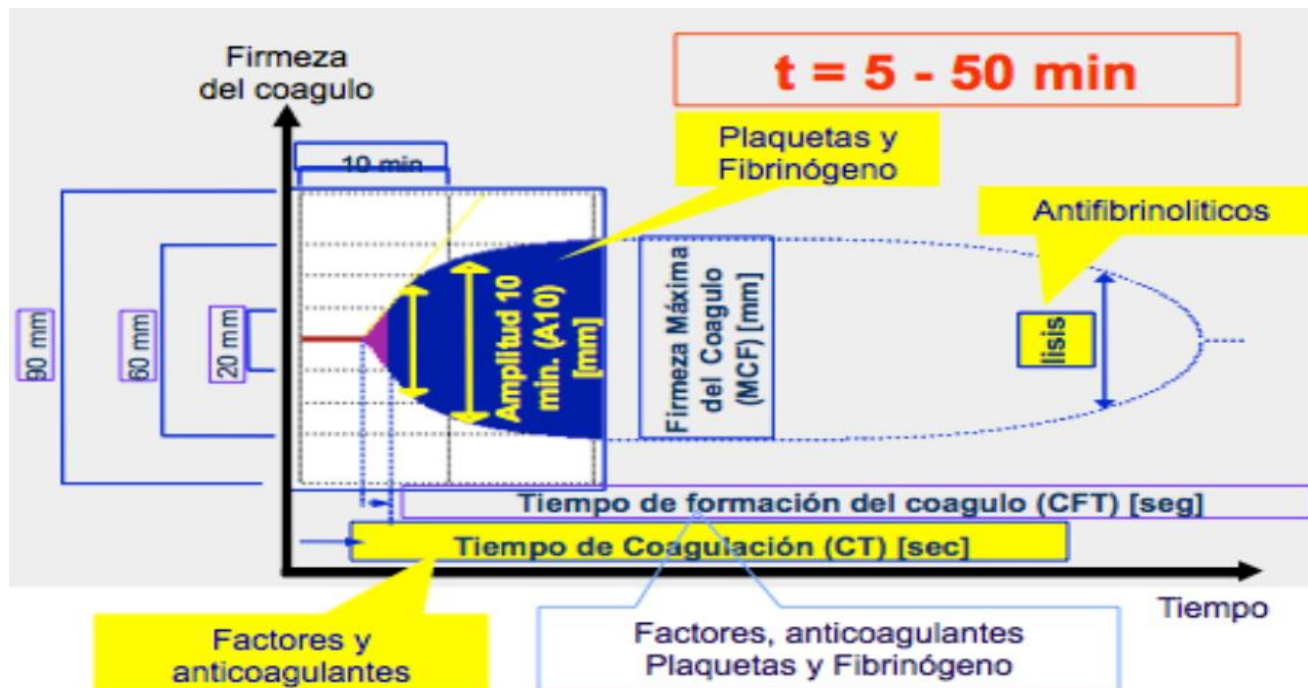 Firmeza
del coagulo
t = 5 - 50 min
Plaquetas y
Fibrinógeno
10 min
Antifibrinoliticos
90 mm
60 mm
20 mm
Amplitud 10
min. (A10)
[mm]
Firmeza Máxima
del Coagulo
(MCF) [mm]
lisis
Tiempo de formación del coagulo (CFT) [seg]
Tiempo de Coagulación (CT) [sec]
Tiempo
Factores y
anticoagulantes
Factores, anticoagulantes
Plaquetas y Fibrinógeno